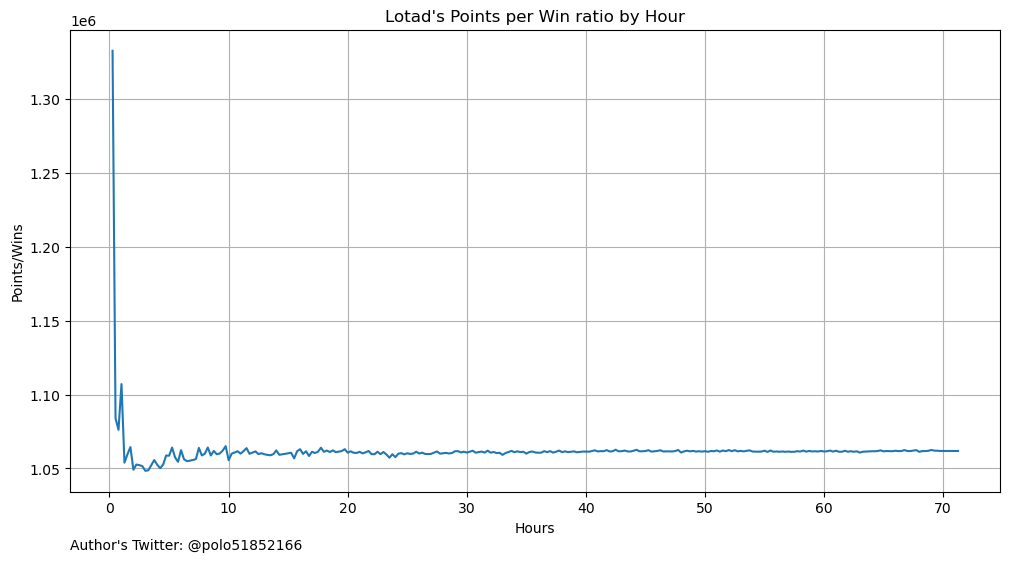 Lotad's Points per Win ratio by Hour
1e6
1.30
1.25
1.20
1.15
1.10
1.05
Points/Wins
0 10 20 30 40 50 60 70
Hours
Author's Twitter: @polo51852166